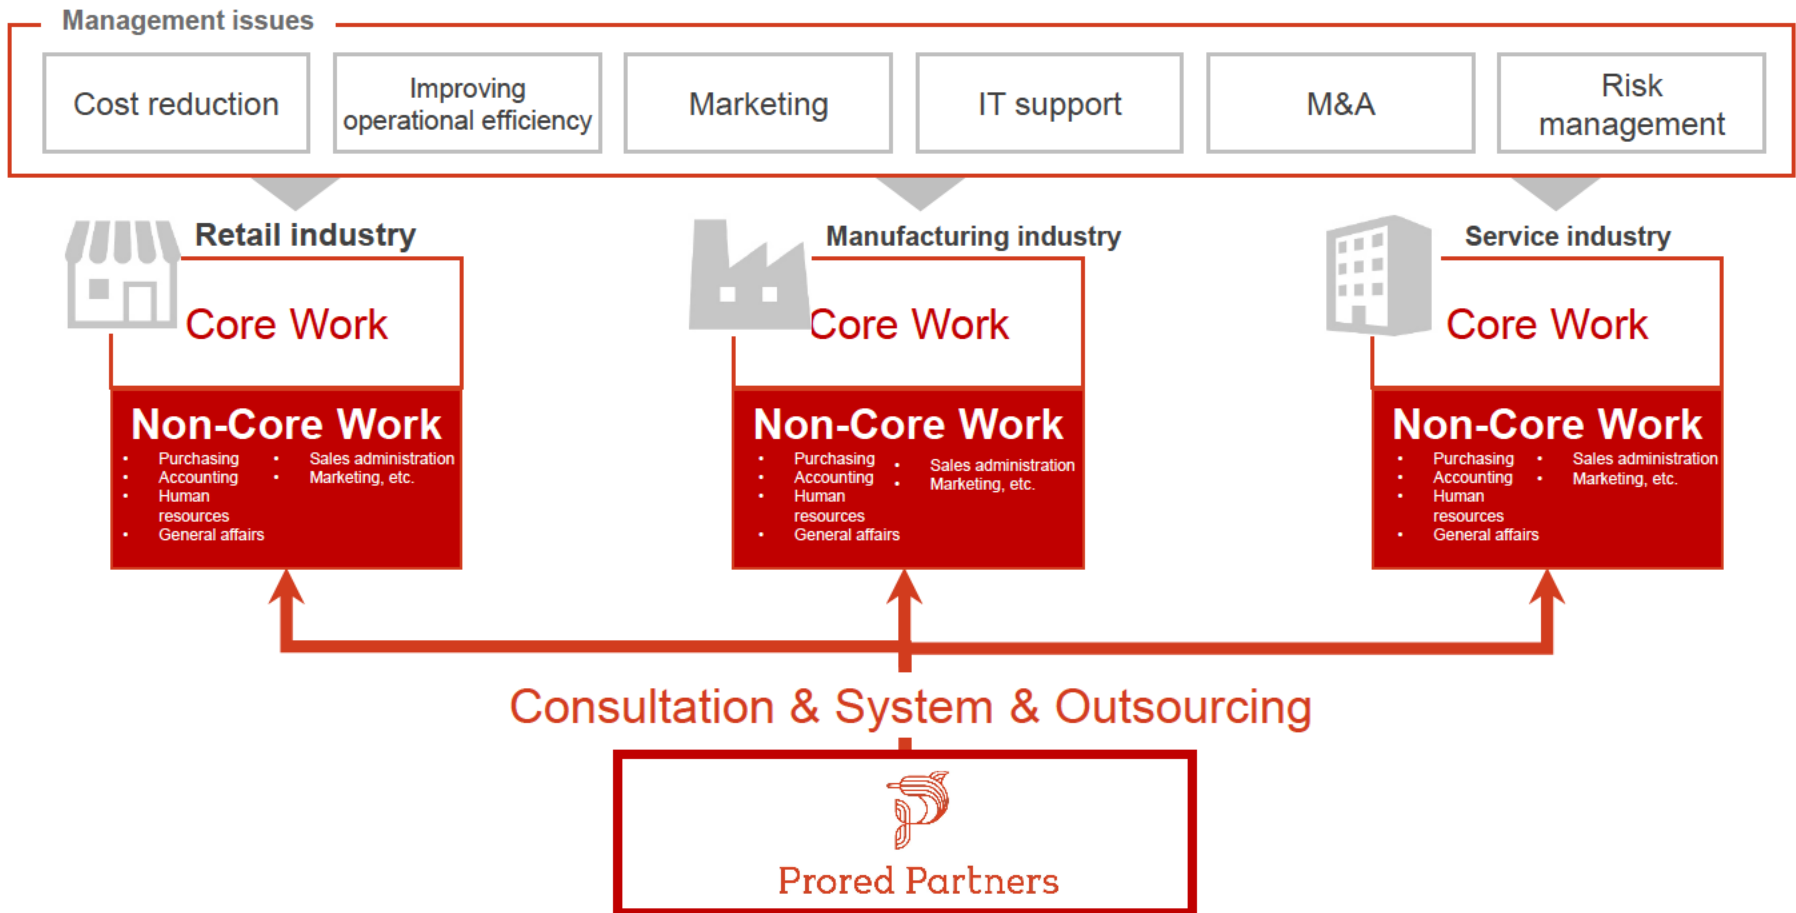 Management issues
Cost reduction
Improving
operational efficiency
Marketing
IT support
M&A
Risk
management
Retail industry
Core Work
Non-Core Work
• Purchasing
• Accounting
• Human
resources
• General affairs
• Sales administration
• Marketing, etc.
Manufacturing industry
Core Work
Non-Core Work
• Purchasing
• Accounting
• Human
resources
• General affairs
• Sales administration
• Marketing, etc.
Service industry
Core Work
Non-Core Work
• Purchasing
• Accounting
• Human
resources
• General affairs
• Sales administration
• Marketing, etc.
Consultation & System & Outsourcing
Prored Partners